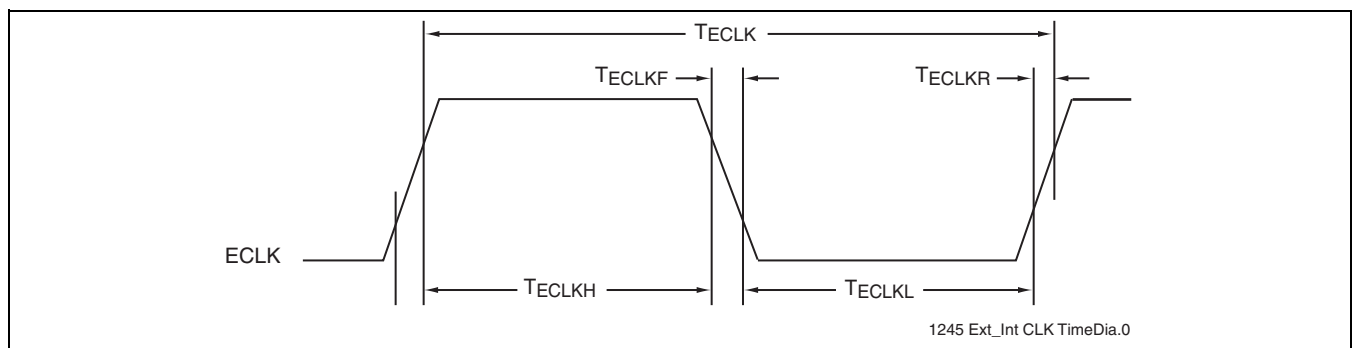 TECLK
TECLKF
TECLKR
ECLK
TECLKH
TECLKL
1245 Ext_Int CLK TimeDia.0